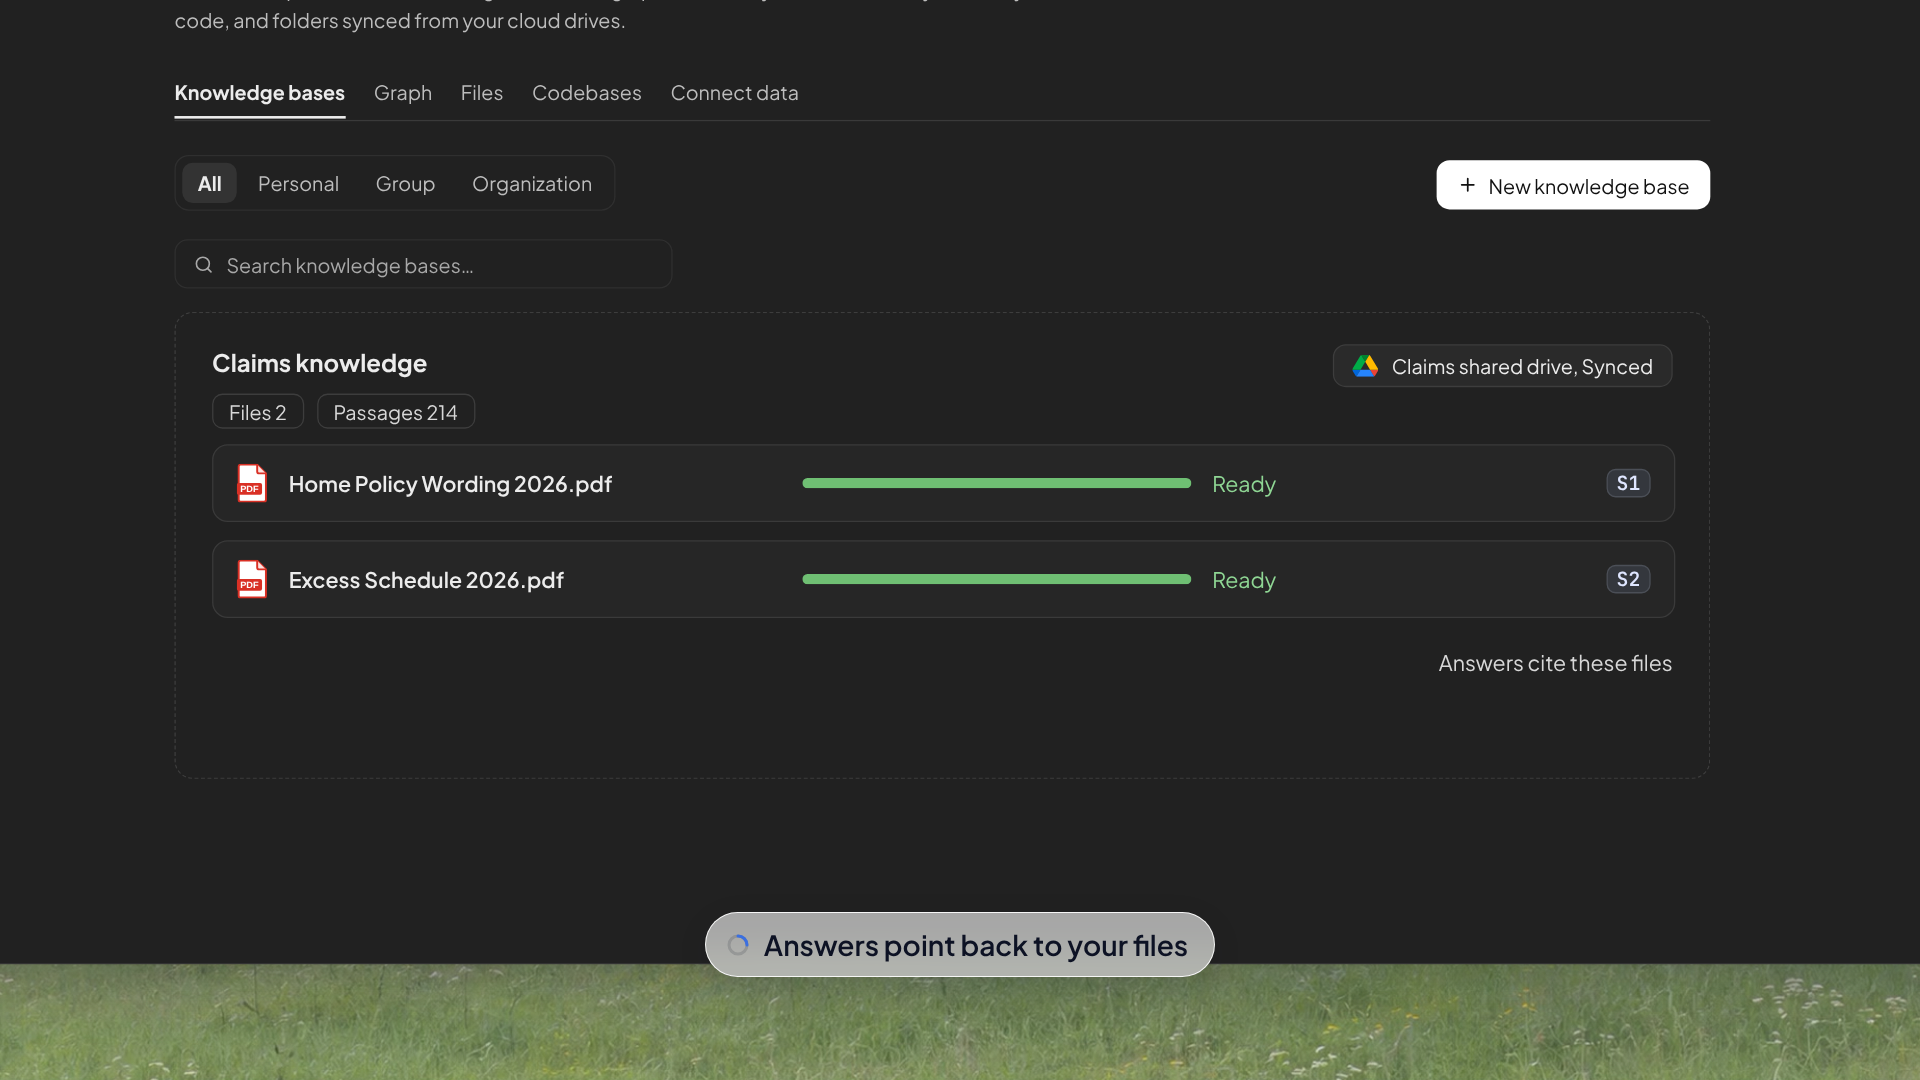 code, and folders synced from your cloud drives.
Knowledge bases Graph Files Codebases Connect data
All Personal Group Organization
+ New knowledge base
Search knowledge bases...
Claims knowledge
Claims shared drive, Synced
Files 2 Passages 214
PDF Home Policy Wording 2026.pdf Ready S1
PDF Excess Schedule 2026.pdf Ready S2
Answers cite these files
Answers point back to your files